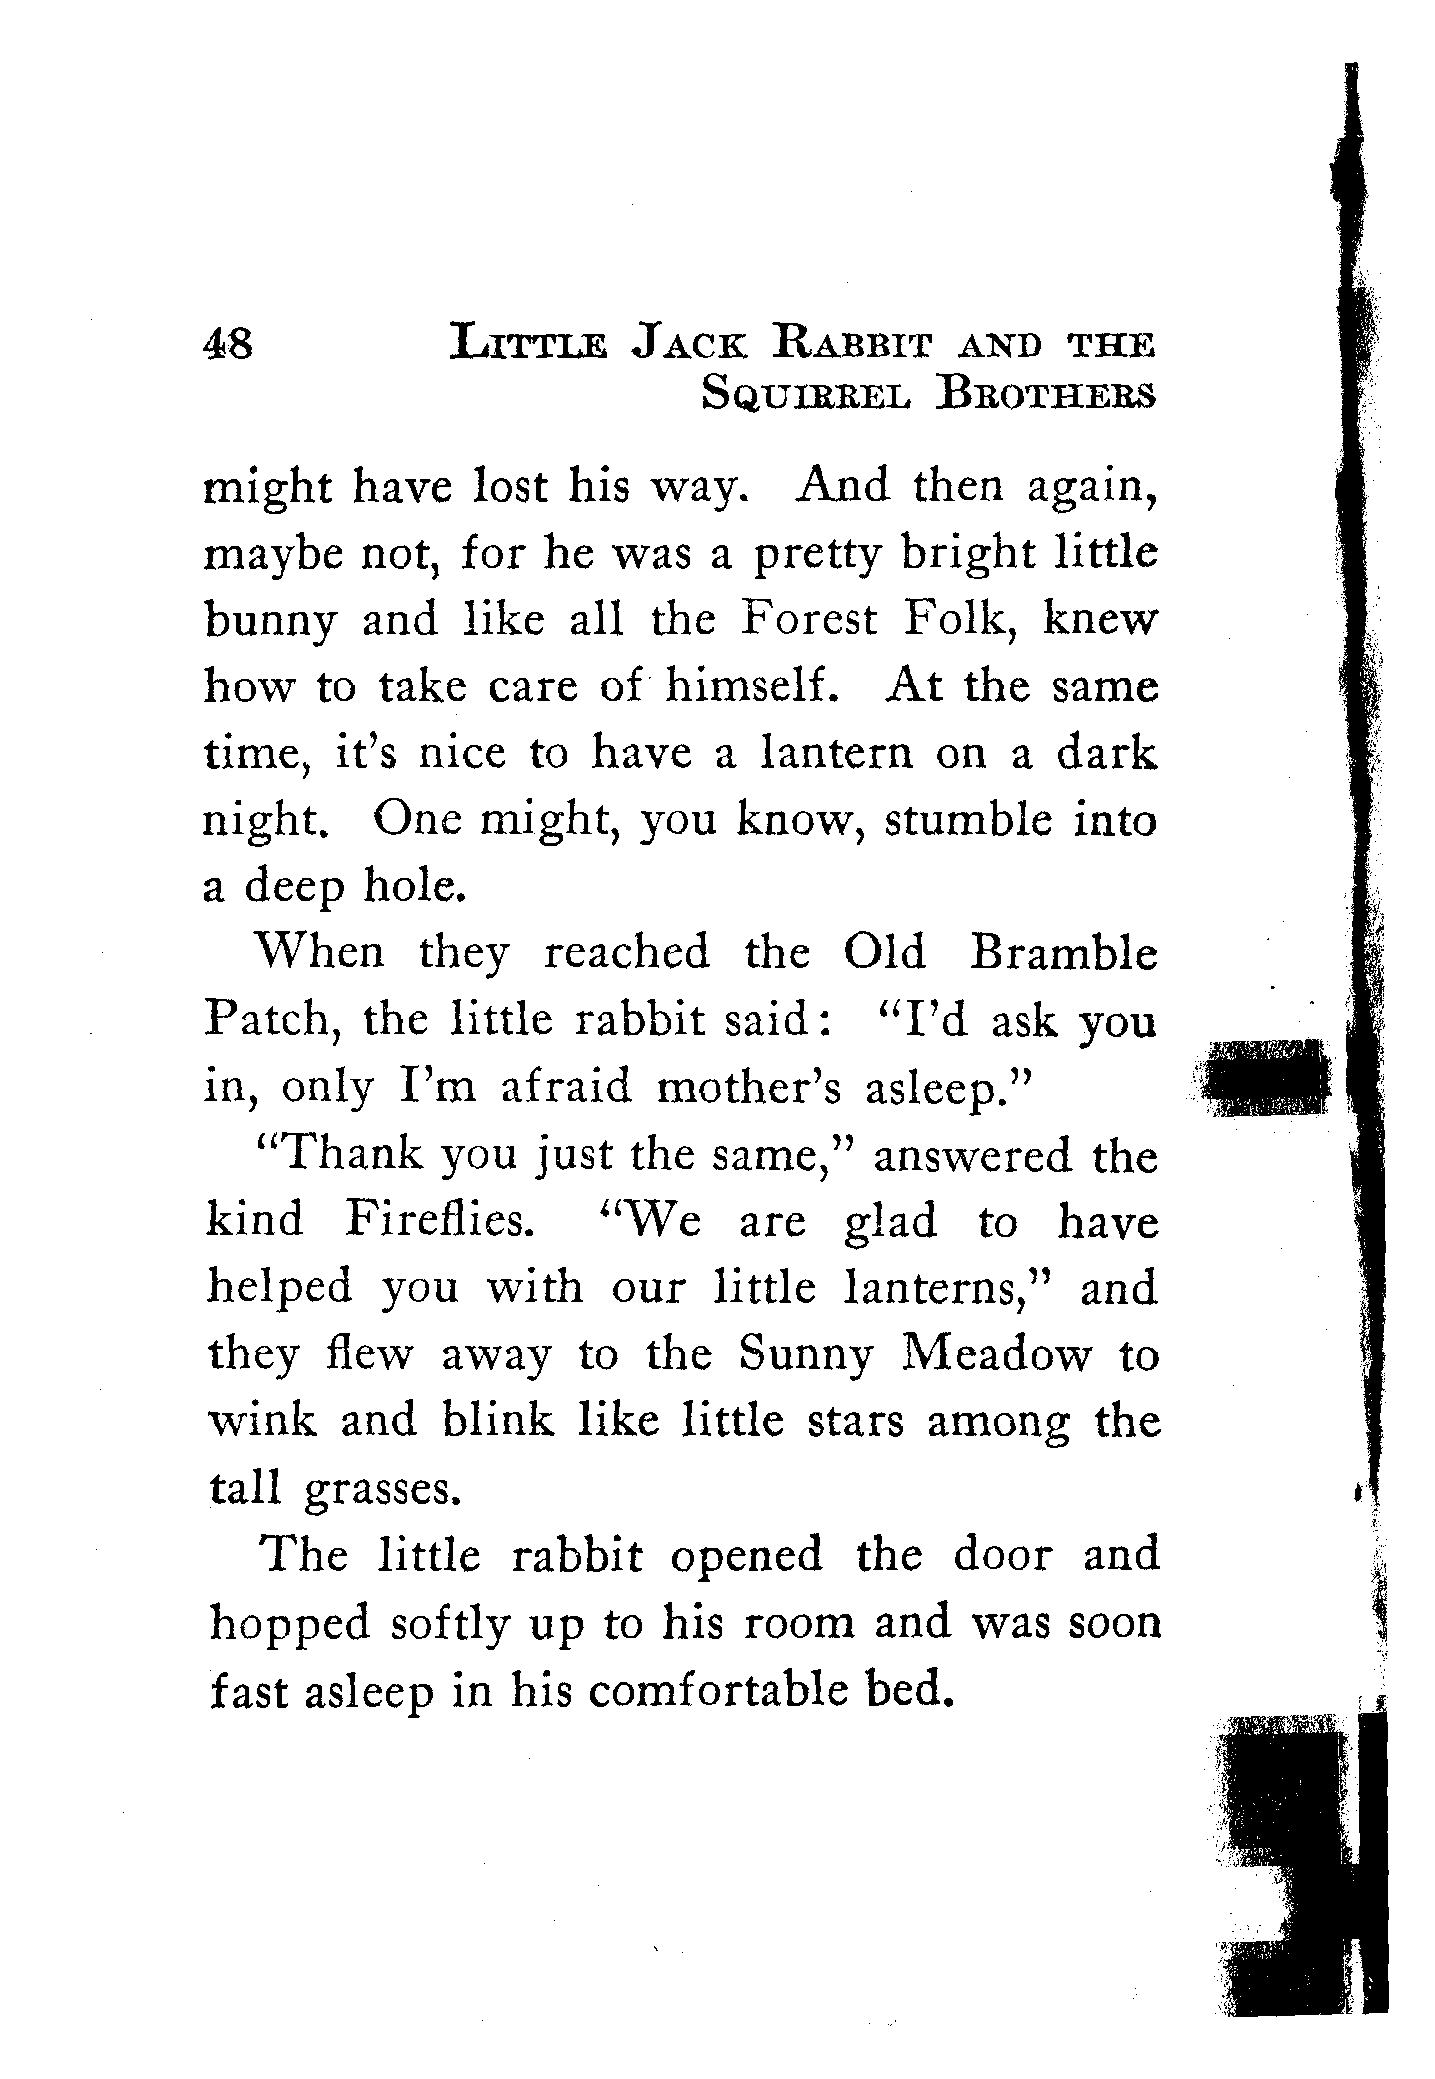 48 Little Jack Rabbit and the
Squirrel Brothers
might have lost his way. And then again,
maybe not, for he was a pretty bright little
bunny and like all the Forest Folk, knew
how to take care of himself. At the same
time, it's nice to have a lantern on a dark
night. One might, you know, stumble into
a deep hole.
When they reached the Old Bramble
Patch, the little rabbit said: "I'd ask you
in, only I'm afraid mother's asleep."
"Thank you just the same," answered the
kind Fireflies. "We are glad to have
helped you with our little lanterns," and
they flew away to the Sunny Meadow to
wink and blink like little stars among the
tall grasses.
The little rabbit opened the door and
hopped softly up to his room and was soon
fast asleep in his comfortable bed.